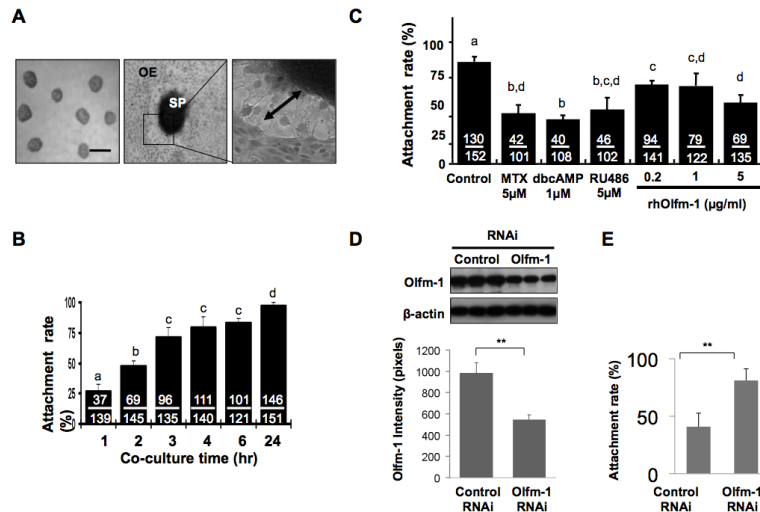 A
OE
SP
B
Attachment rate
(%)
100
75
50
25
0
a
b
c
c
c
d
37
69
96
111
101
146
139
145
135
140
121
151
1 2 3 4 6 24
Co-culture time (hr)
C
Attachment rate (%)
100
75
50
25
0
a
b,d
b
b,c,d
c
c,d
d
130
42
40
46
94
79
69
152
101
108
102
141
122
135
Control MTX dbcAMP RU486 0.2 1 5
5µM 1µM 5µM
rhOlfm-1 (µg/ml)
D
RNAi
Control Olfm-1
Olfm-1
β-actin
Olfm-1 Intensity (pixels)
1200
1000
800
600
400
200
0
**
Control Olfm-1
RNAi RNAi
E
Attachment rate (%)
100
50
0
**
Control Olfm-1
RNAi RNAi